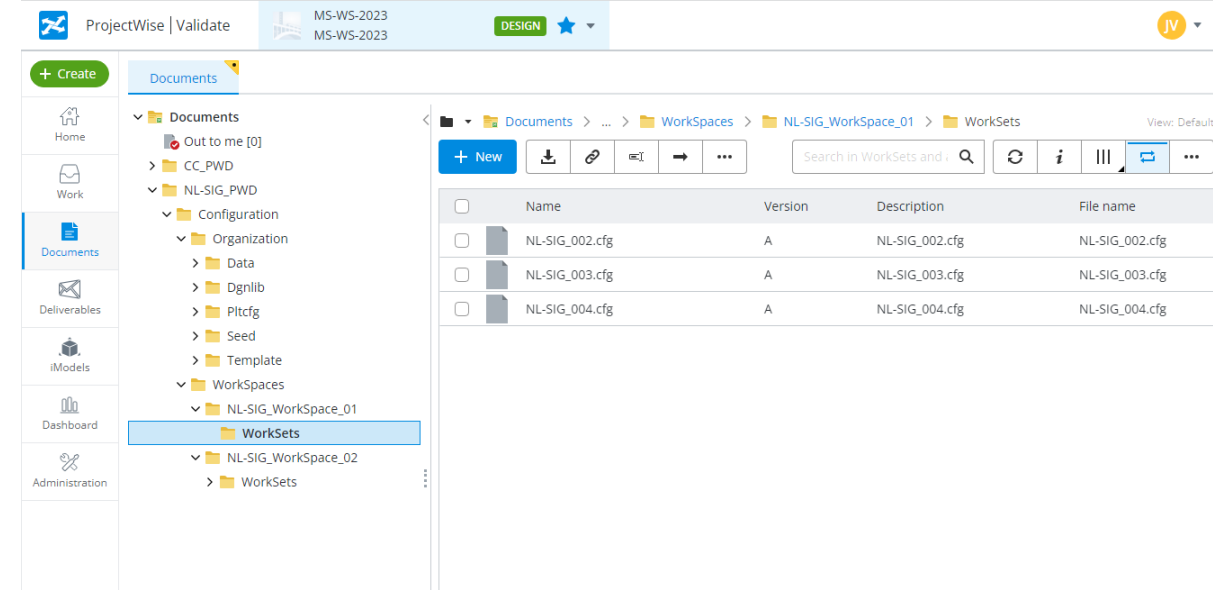 ProjectWise | Validate
MS-WS-2023
MS-WS-2023
DESIGN
JV
+ Create
Home
Work
Documents
Deliverables
iModels
Dashboard
Administration
Documents
Documents
Out to me [0]
CC_PWD
NL-SIG_PWD
Configuration
Organization
Data
Dgnlib
Pltcfg
Seed
Template
WorkSpaces
NL-SIG_WorkSpace_01
WorkSets
NL-SIG_WorkSpace_02
WorkSets
Documents > ... > WorkSpaces > NL-SIG_WorkSpace_01 > WorkSets
View: Default
+ New
Search in WorkSets and
Name Version Description File name
NL-SIG_002.cfg A NL-SIG_002.cfg NL-SIG_002.cfg
NL-SIG_003.cfg A NL-SIG_003.cfg NL-SIG_003.cfg
NL-SIG_004.cfg A NL-SIG_004.cfg NL-SIG_004.cfg